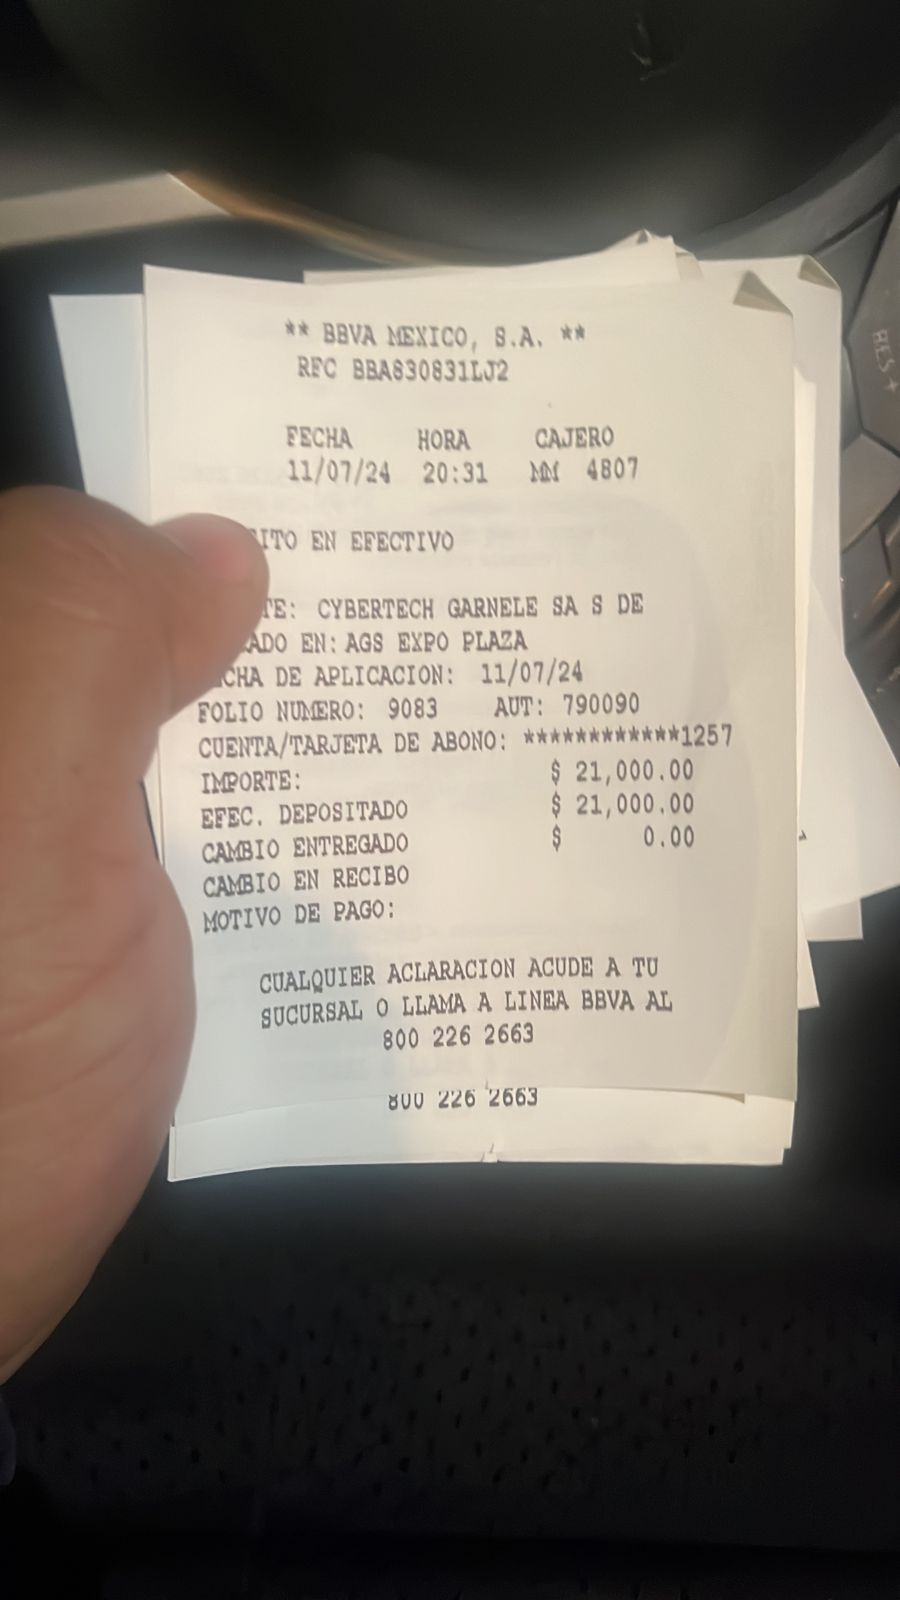 ** BBVA MEXICO, S.A. **
RFC BBA830831LJ2
FECHA HORA CAJERO
11/07/24 20:31 MM 4807
SITO EN EFECTIVO
TE: CYBERTECH GARNELE SA S DE
ADO EN: AGS EXPO PLAZA
CHA DE APLICACION: 11/07/24
FOLIO NUMERO: 9083 AUT: 790090
CUENTA/TARJETA DE ABONO: ************1257
IMPORTE: $ 21,000.00
EFEC. DEPOSITADO $ 21,000.00
CAMBIO ENTREGADO $ 0.00
CAMBIO EN RECIBO
MOTIVO DE PAGO:
CUALQUIER ACLARACION ACUDE A TU
SUCURSAL O LLAMA A LINEA BBVA AL
800 226 2663
800 226 2663
RES+